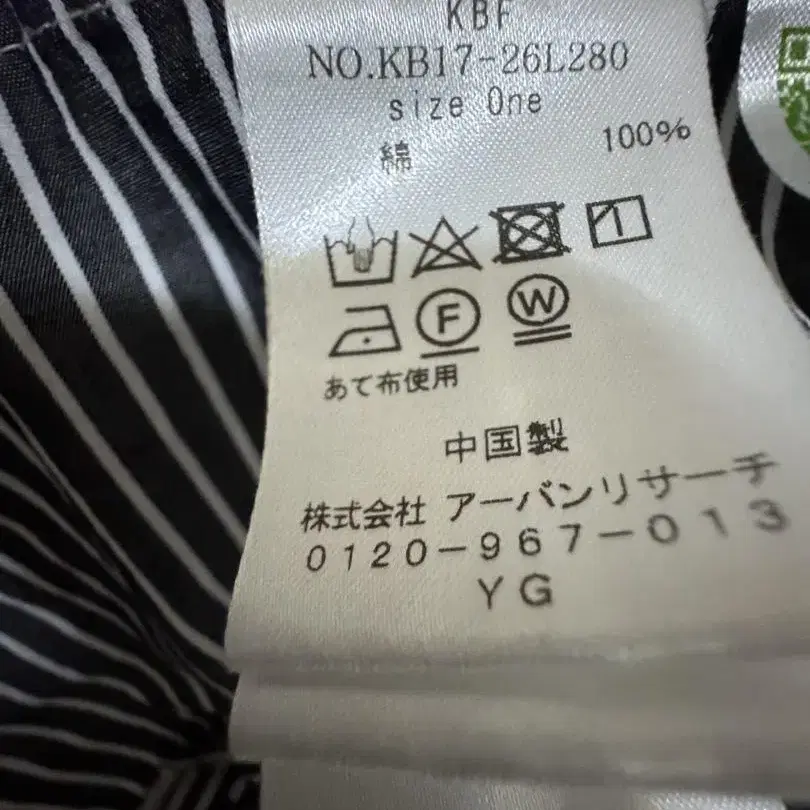 KBF
NO.KB17-26L280
size One
綿 100%
F W
あて布使用
中国製
株式会社 アーバンリサーチ
0120-967-013
YG